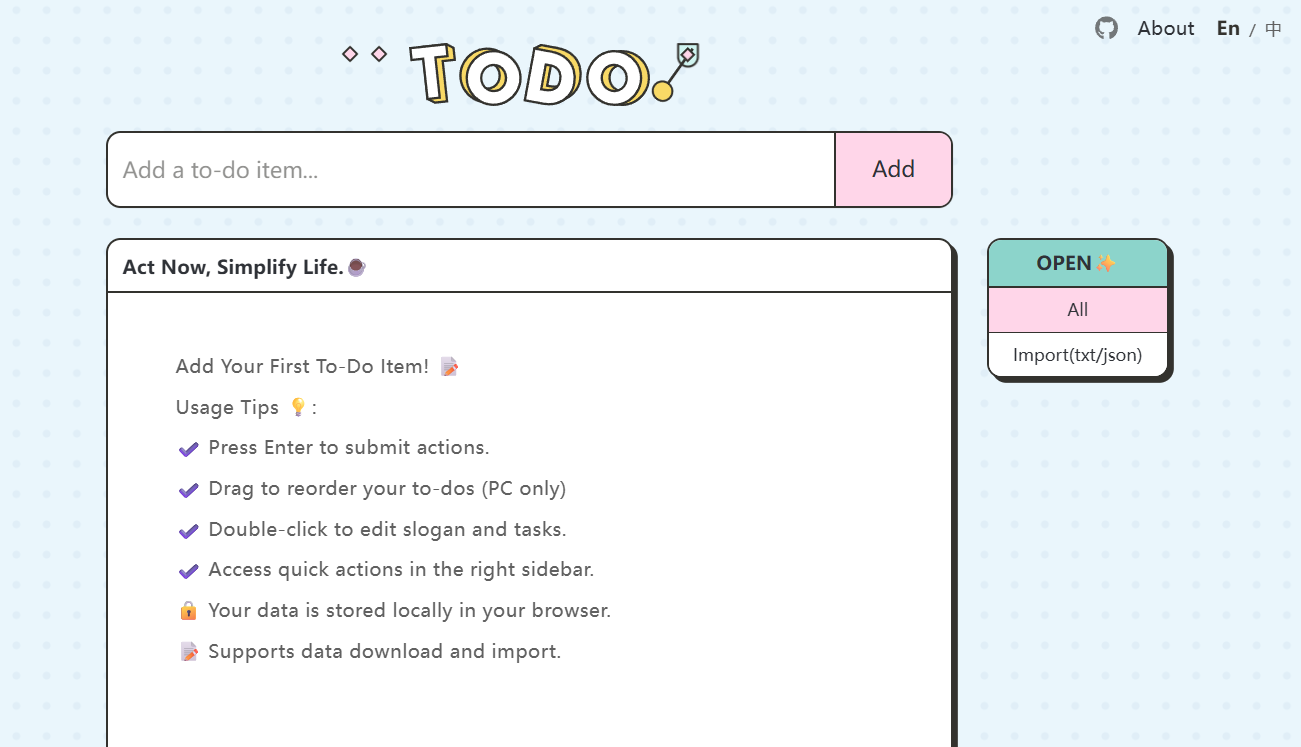 About En / 中
TODO
Add a to-do item...
Add
Act Now, Simplify Life.☕
OPEN✨
All
Import(txt/json)
Add Your First To-Do Item! 📝
Usage Tips 💡:
✔ Press Enter to submit actions.
✔ Drag to reorder your to-dos (PC only)
✔ Double-click to edit slogan and tasks.
✔ Access quick actions in the right sidebar.
🔒 Your data is stored locally in your browser.
📝 Supports data download and import.